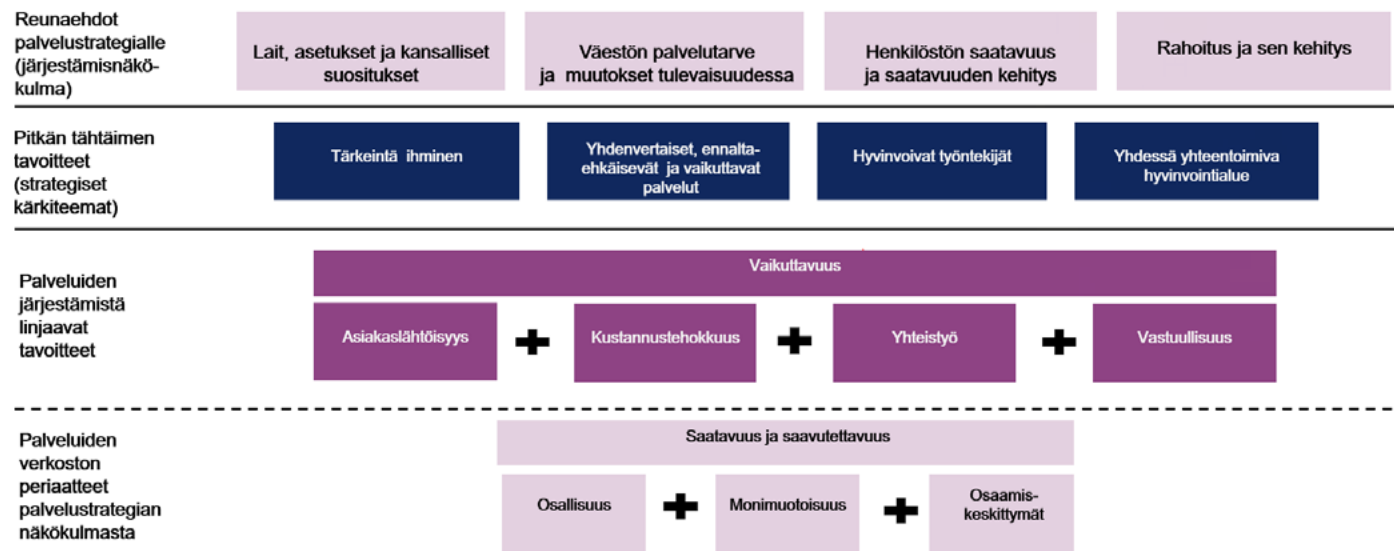 Reunaehdot
palvelustrategialle
(järjestämisnäkö-
kulma)
Lait, asetukset ja kansalliset
suositukset
Väestön palvelutarve
ja muutokset tulevaisuudessa
Henkilöstön saatavuus
ja saatavuuden kehitys
Rahoitus ja sen kehitys
Pitkän tähtäimen
tavoitteet
(strategiset
kärkiteemat)
Tärkeintä ihminen
Yhdenvertaiset, ennalta-
ehkäisevät ja vaikuttavat
palvelut
Hyvinvoivat työntekijät
Yhdessä yhteentoimiva
hyvinvointialue
Palveluiden
järjestämistä
linjaavat
tavoitteet
Vaikuttavuus
Asiakaslähtöisyys
Kustannustehokkuus
Yhteistyö
Vastuullisuus
Palveluiden
verkoston
periaatteet
palvelustrategian
näkökulmasta
Saatavuus ja saavutettavuus
Osallisuus
Monimuotoisuus
Osaamis-
keskittymät